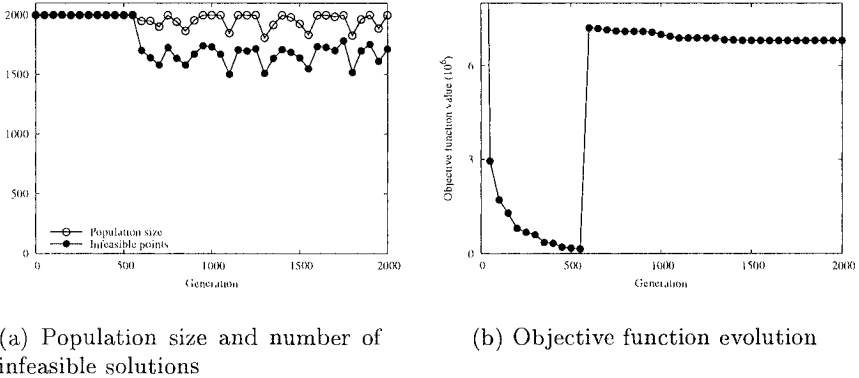 2000
1500
1000
500
0
Population size
Infeasible points
0 500 1000 1500 2000
Generation
Objective function value (10^6)
6
3
0
0 500 1000 1500 2000
Generation
(a) Population size and number of
infeasible solutions
(b) Objective function evolution